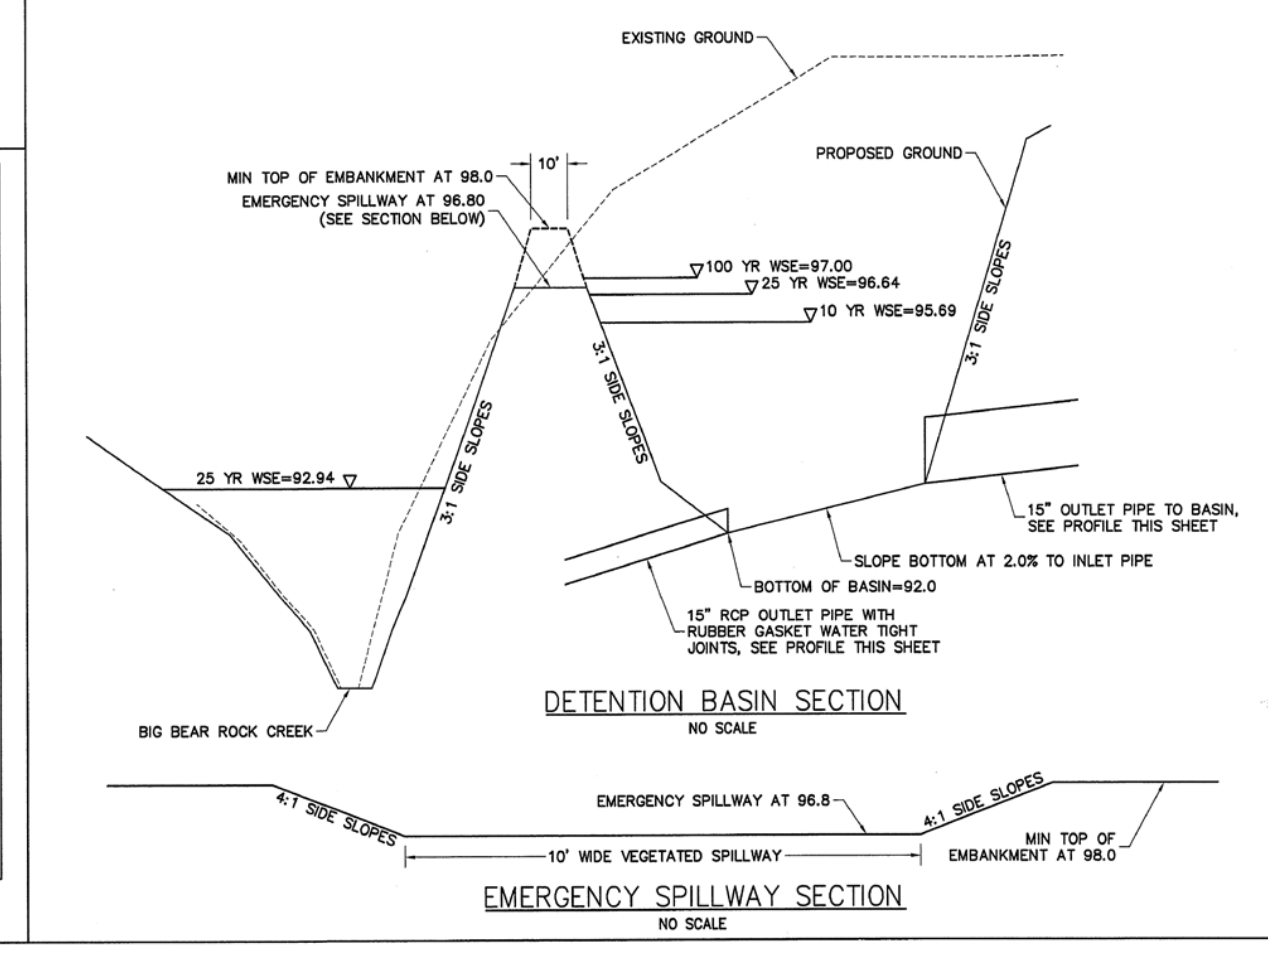 EXISTING GROUND
PROPOSED GROUND
10'
MIN TOP OF EMBANKMENT AT 98.0
EMERGENCY SPILLWAY AT 96.80
(SEE SECTION BELOW)
100 YR WSE=97.00
25 YR WSE=96.64
10 YR WSE=95.69
3:1 SIDE SLOPES
3:1 SIDE SLOPES
3:1 SIDE SLOPES
25 YR WSE=92.94
15" OUTLET PIPE TO BASIN,
SEE PROFILE THIS SHEET
SLOPE BOTTOM AT 2.0% TO INLET PIPE
BOTTOM OF BASIN=92.0
15" RCP OUTLET PIPE WITH
RUBBER GASKET WATER TIGHT
JOINTS, SEE PROFILE THIS SHEET
BIG BEAR ROCK CREEK
DETENTION BASIN SECTION
NO SCALE
4:1 SIDE SLOPES
EMERGENCY SPILLWAY AT 96.8
4:1 SIDE SLOPES
MIN TOP OF
EMBANKMENT AT 98.0
10' WIDE VEGETATED SPILLWAY
EMERGENCY SPILLWAY SECTION
NO SCALE